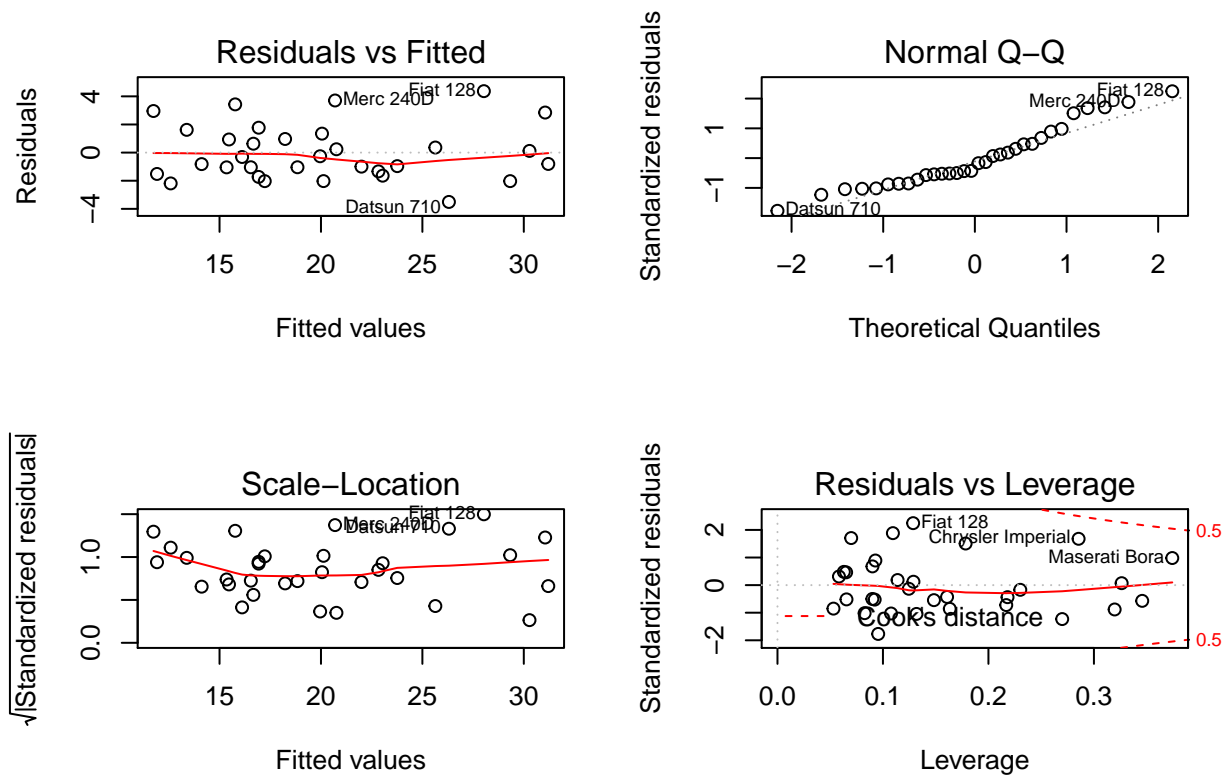 Residuals vs Fitted
Residuals
−4 0 4
Fiat 128
Merc 240D
Datsun 710
15 20 25 30
Fitted values
Normal Q−Q
Standardized residuals
−1 1
Fiat 128
Merc 240D
Datsun 710
−2 −1 0 1 2
Theoretical Quantiles
Scale−Location
√|Standardized residuals|
0.0 1.0
Fiat 128
Merc 240D
Datsun 710
15 20 25 30
Fitted values
Residuals vs Leverage
Standardized residuals
−2 0 2
Fiat 128
Chrysler Imperial
Maserati Bora
0.5
0.5
Cook's distance
0.0 0.1 0.2 0.3
Leverage